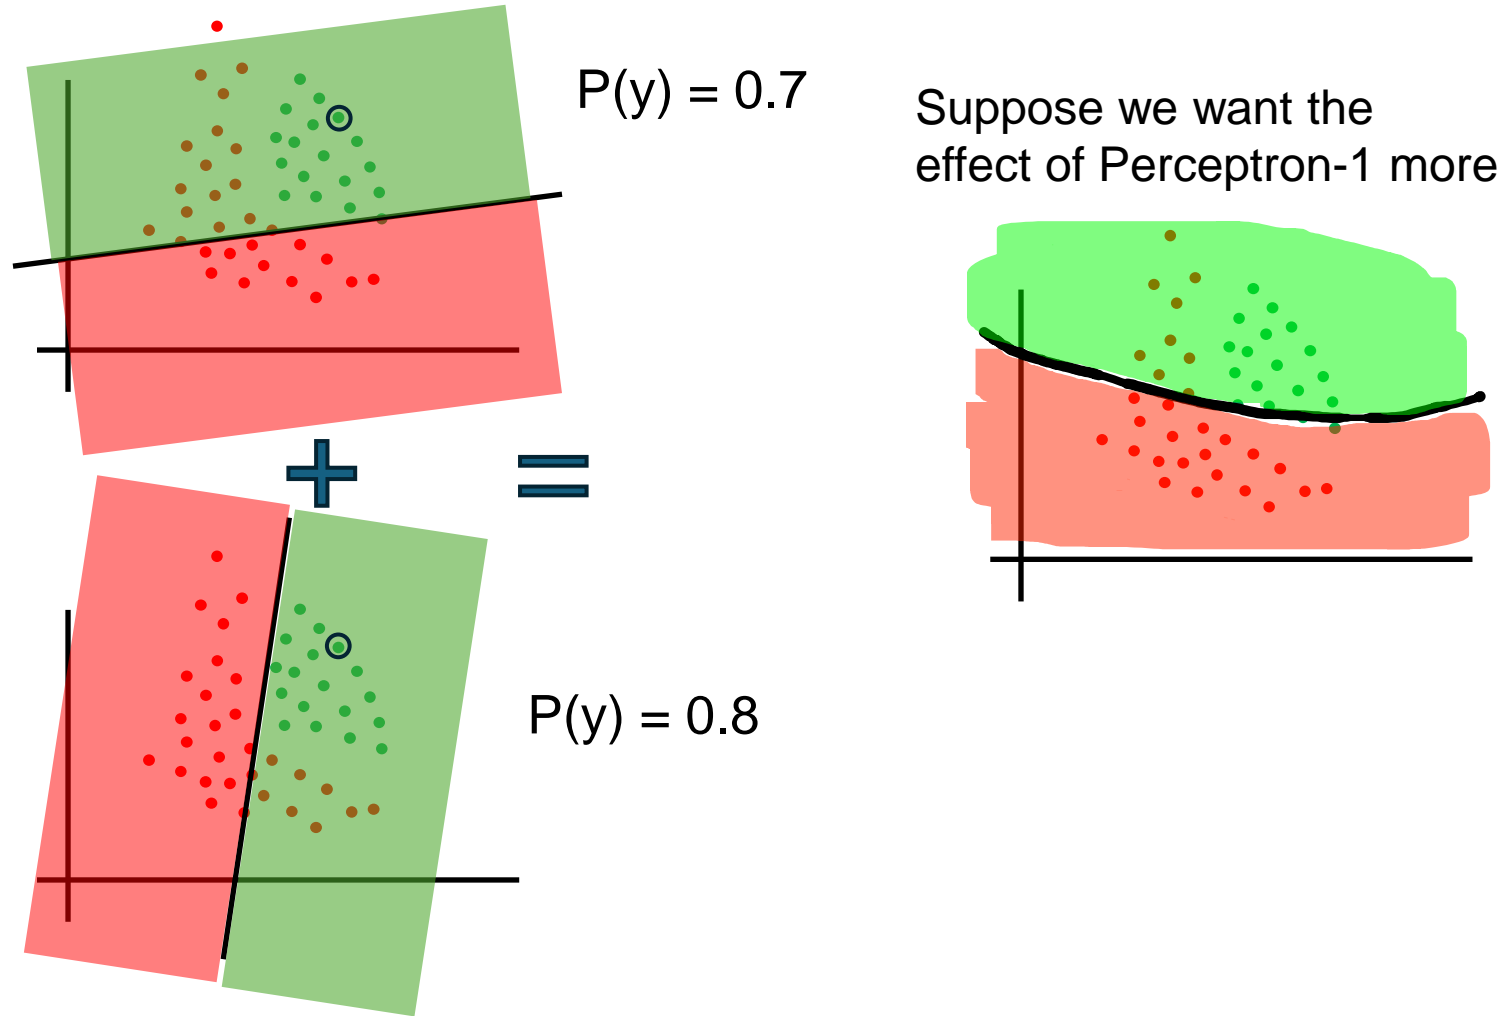 P(y) = 0.7
Suppose we want the
effect of Perceptron-1 more
P(y) = 0.8